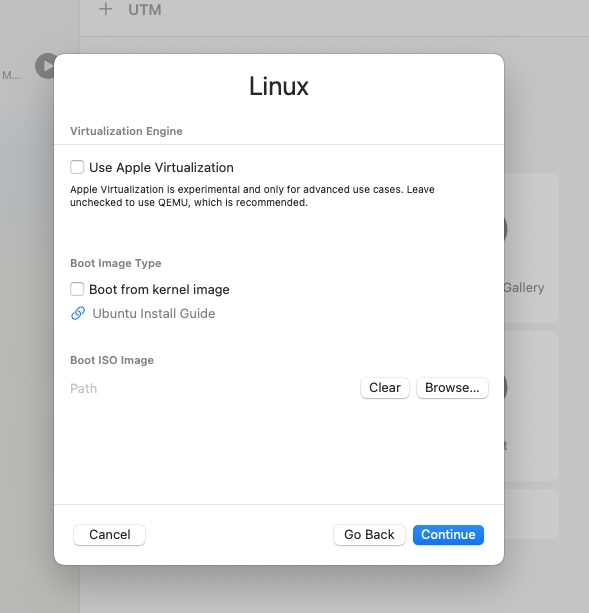 UTM
M...
Linux
Virtualization Engine
Use Apple Virtualization
Apple Virtualization is experimental and only for advanced use cases. Leave
unchecked to use QEMU, which is recommended.
Boot Image Type
Boot from kernel image
Ubuntu Install Guide
Gallery
Boot ISO Image
Path
Clear
Browse...
t
Cancel
Go Back
Continue